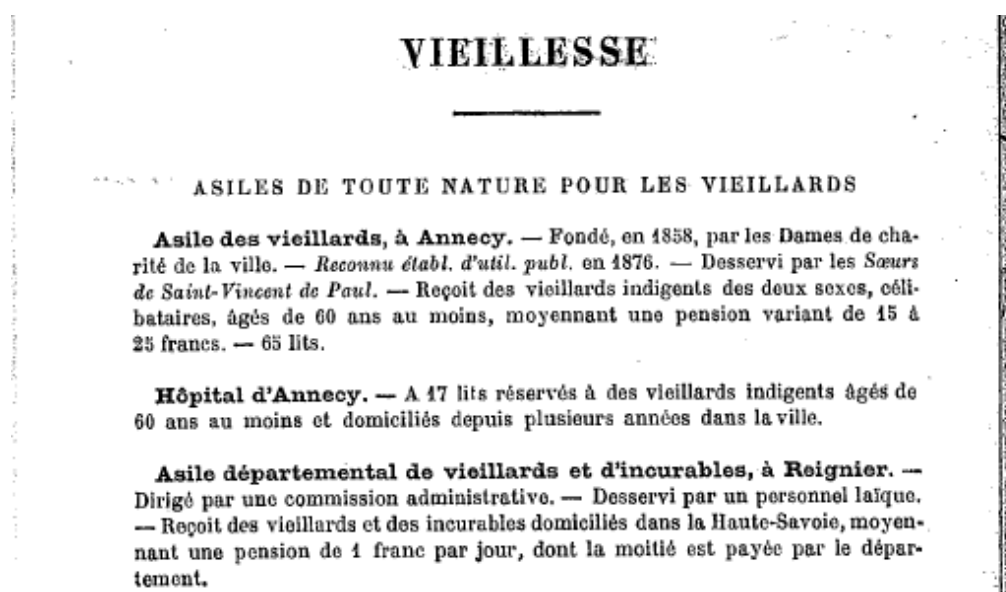 VIEILLESSE
ASILES DE TOUTE NATURE POUR LES VIEILLARDS
Asile des vieillards, à Annecy. — Fondé, en 1858, par les Dames de cha-
rité de la ville. — Reconnu établ. d'util. publ. en 1876. — Desservi par les Sœurs
de Saint-Vincent de Paul. — Reçoit des vieillards indigents des deux sexes, céli-
bataires, âgés de 60 ans au moins, moyennant une pension variant de 15 à
25 francs. — 65 lits.
Hôpital d'Annecy. — A 17 lits réservés à des vieillards indigents âgés de
60 ans au moins et domiciliés depuis plusieurs années dans la ville.
Asile départemental de vieillards et d'incurables, à Reignier. —
Dirigé par une commission administrative. — Desservi par un personnel laïque.
— Reçoit des vieillards et des incurables domiciliés dans la Haute-Savoie, moyen-
nant une pension de 1 franc par jour, dont la moitié est payée par le dépar-
tement.